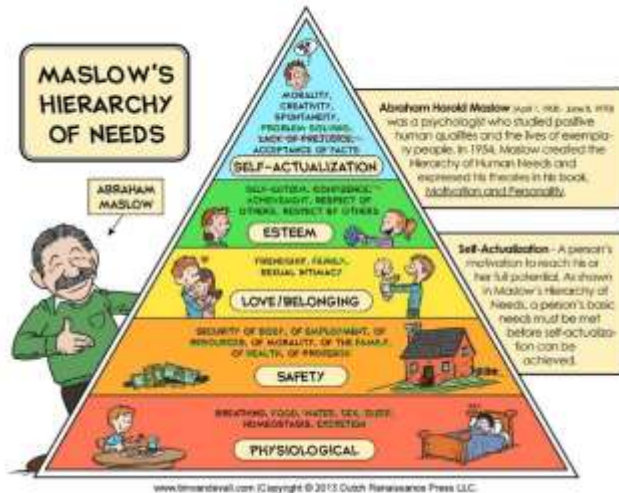 MASLOW'S
HIERARCHY
OF NEEDS
ABRAHAM
MASLOW
MORALITY,
CREATIVITY,
SPONTANEITY,
PROBLEM SOLVING,
LACK OF PREJUDICE,
ACCEPTANCE OF FACTS
SELF-ACTUALIZATION
SELF-ESTEEM, CONFIDENCE,
ACHIEVEMENT, RESPECT OF
OTHERS, RESPECT BY OTHERS
ESTEEM
FRIENDSHIP, FAMILY,
SEXUAL INTIMACY
LOVE/BELONGING
SECURITY OF BODY, OF EMPLOYMENT, OF
RESOURCES, OF MORALITY, OF THE FAMILY,
OF HEALTH, OF PROPERTY
SAFETY
BREATHING, FOOD, WATER, SEX, SLEEP,
HOMEOSTASIS, EXCRETION
PHYSIOLOGICAL
Abraham Harold Maslow (April 1, 1908 - June 8, 1970)
was a psychologist who studied positive
human qualities and the lives of exempla-
ry people. In 1954, Maslow created the
Hierarchy of Human Needs and
expressed his theories in his book,
Motivation and Personality.
Self-Actualization - A person's
motivation to reach his or
her full potential. As shown
in Maslow's Hierarchy of
Needs, a person's basic
needs must be met
before self-actualiza-
tion can be
achieved.
www.timvandevall.com | Copyright © 2013 Dutch Renaissance Press LLC.